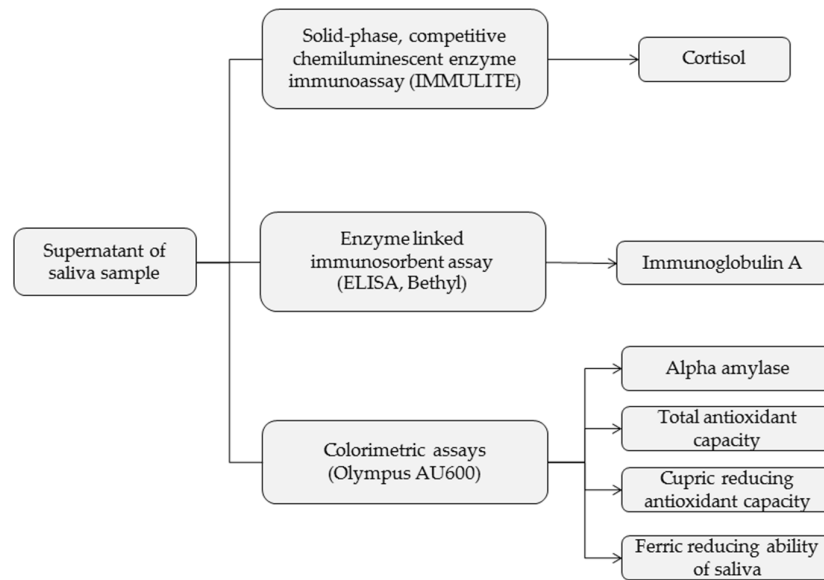 Solid-phase, competitive
chemiluminescent enzyme
immunoassay (IMMULITE)
Cortisol
Supernatant of
saliva sample
Enzyme linked
immunosorbent assay
(ELISA, Bethyl)
Immunoglobulin A
Colorimetric assays
(Olympus AU600)
Alpha amylase
Total antioxidant
capacity
Cupric reducing
antioxidant capacity
Ferric reducing ability
of saliva